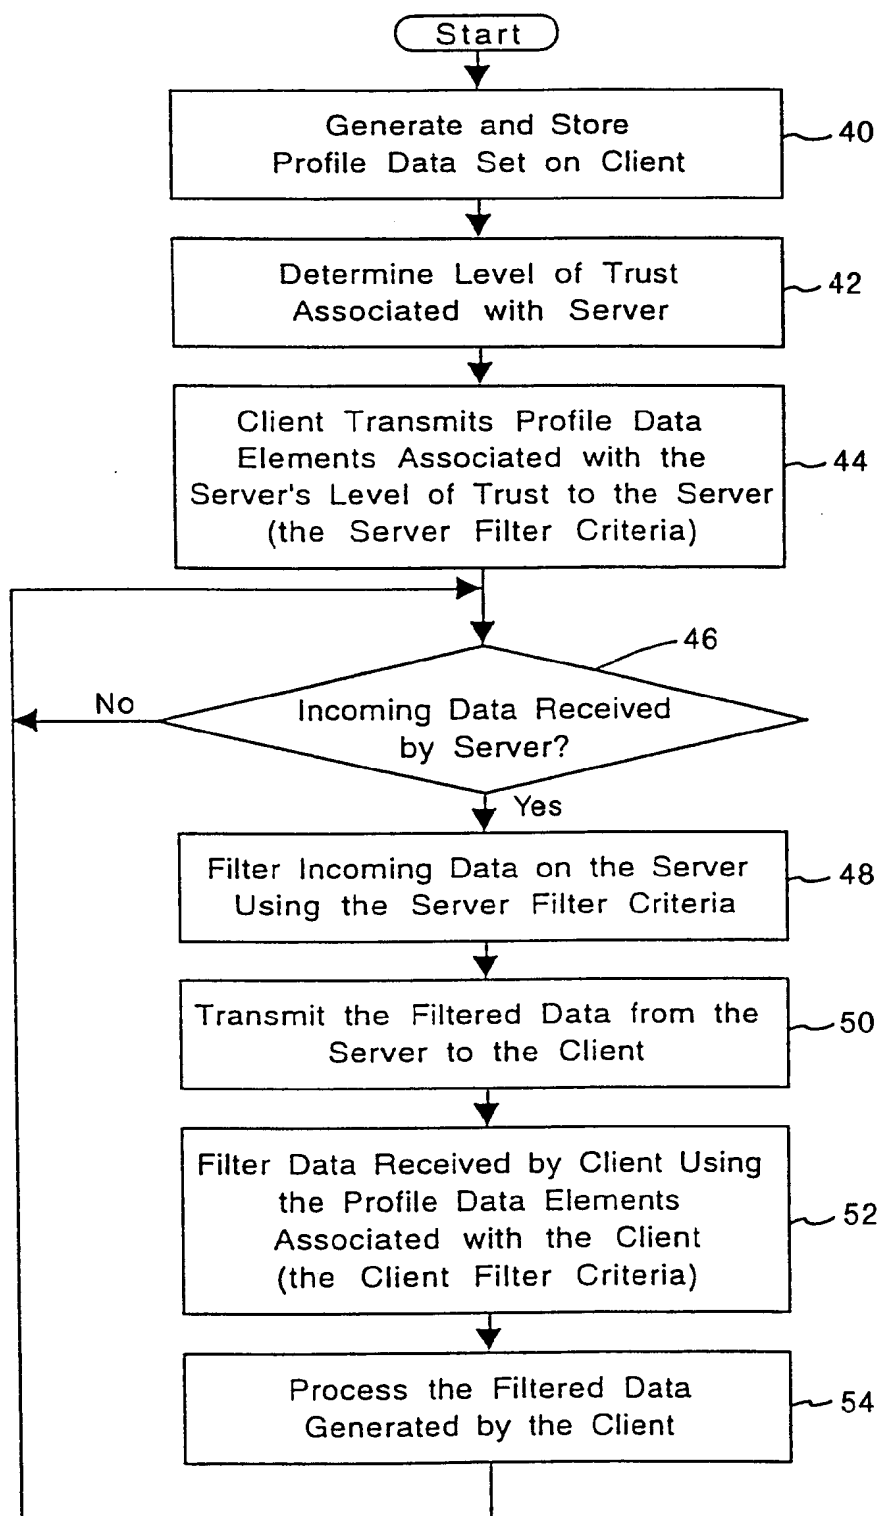 Start
Generate and Store
Profile Data Set on Client
40
Determine Level of Trust
Associated with Server
42
Client Transmits Profile Data
Elements Associated with the
Server's Level of Trust to the Server
(the Server Filter Criteria)
44
46
No
Incoming Data Received
by Server?
Yes
Filter Incoming Data on the Server
Using the Server Filter Criteria
48
Transmit the Filtered Data from the
Server to the Client
50
Filter Data Received by Client Using
the Profile Data Elements
Associated with the Client
(the Client Filter Criteria)
52
Process the Filtered Data
Generated by the Client
54